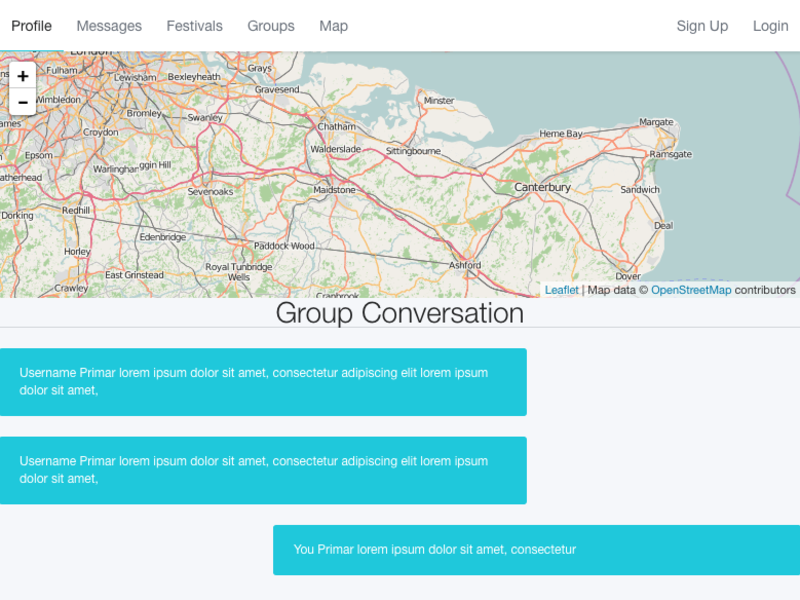 Profile Messages Festivals Groups Map Sign Up Login
London
Fulham Lewisham Bexleyheath Grays
+
Gravesend
Wimbledon Minster
−
Bromley Swanley
Chatham Margate
Croydon Herne Bay
Walderslade Sittingbourne
Epsom Ramsgate
Warlingham ggin Hill
atherhead Sevenoaks Maidstone Canterbury Sandwich
Redhill
Dorking Deal
Edenbridge
Horley Paddock Wood
Royal Tunbridge Ashford
Wells
East Grinstead Dover
Crawley
Cranbrook
Leaflet | Map data © OpenStreetMap contributors
Group Conversation
Username Primar lorem ipsum dolor sit amet, consectetur adipiscing elit lorem ipsum
dolor sit amet,
Username Primar lorem ipsum dolor sit amet, consectetur adipiscing elit lorem ipsum
dolor sit amet,
You Primar lorem ipsum dolor sit amet, consectetur